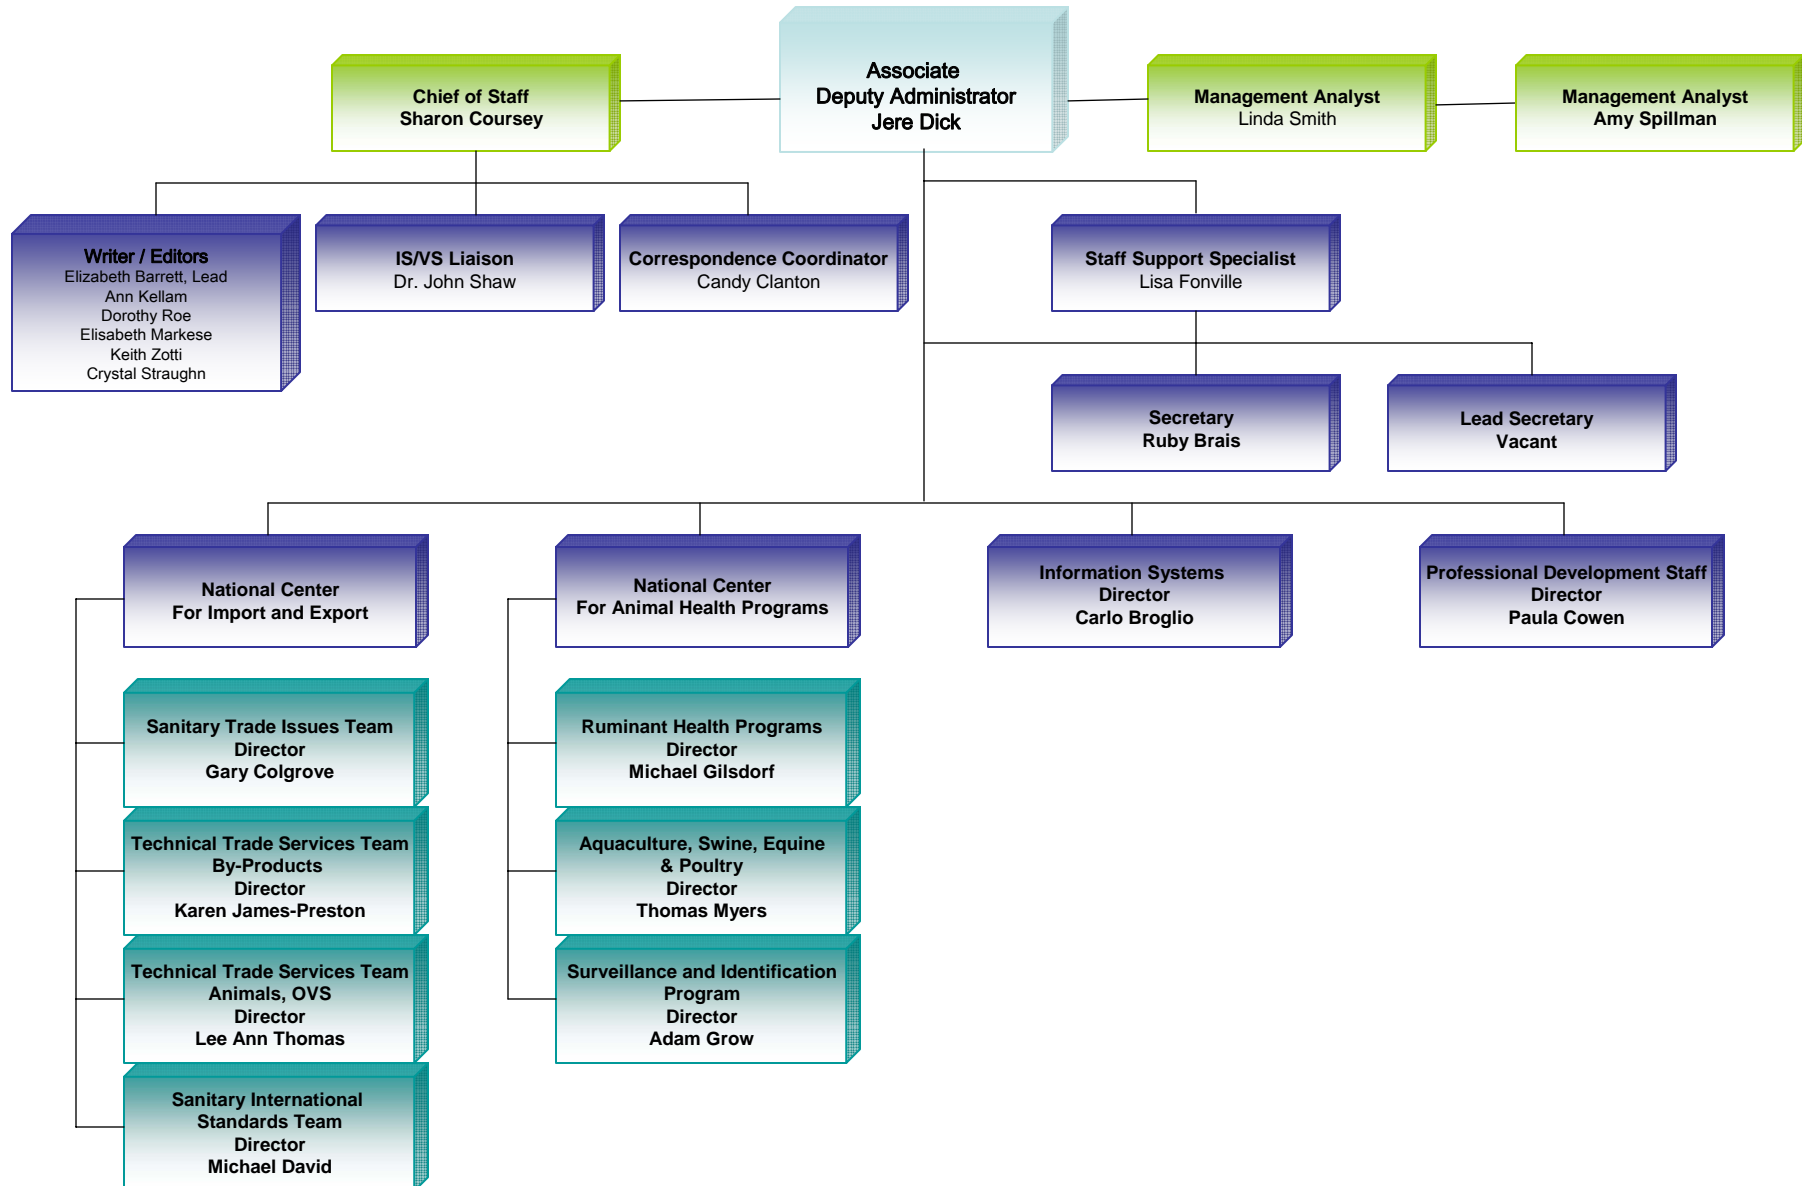 Associate
Deputy Administrator
Jere Dick
Chief of Staff
Sharon Coursey
Management Analyst
Linda Smith
Management Analyst
Amy Spillman
Writer / Editors
Elizabeth Barrett, Lead
Ann Kellam
Dorothy Roe
Elisabeth Markese
Keith Zotti
Crystal Straughn
IS/VS Liaison
Dr. John Shaw
Correspondence Coordinator
Candy Clanton
Staff Support Specialist
Lisa Fonville
Secretary
Ruby Brais
Lead Secretary
Vacant
National Center
For Import and Export
National Center
For Animal Health Programs
Information Systems
Director
Carlo Broglio
Professional Development Staff
Director
Paula Cowen
Sanitary Trade Issues Team
Director
Gary Colgrove
Technical Trade Services Team
By-Products
Director
Karen James-Preston
Technical Trade Services Team
Animals, OVS
Director
Lee Ann Thomas
Sanitary International
Standards Team
Director
Michael David
Ruminant Health Programs
Director
Michael Gilsdorf
Aquaculture, Swine, Equine
& Poultry
Director
Thomas Myers
Surveillance and Identification
Program
Director
Adam Grow